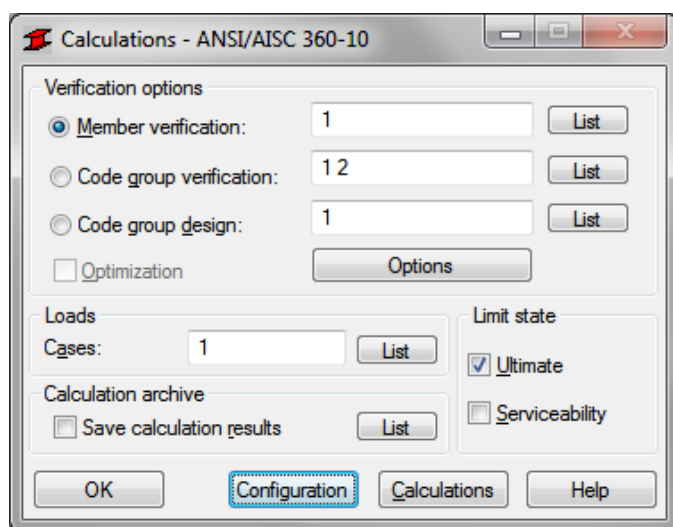 Calculations - ANSI/AISC 360-10
Verification options
Member verification: 1 List
Code group verification: 1 2 List
Code group design: 1 List
Optimization Options
Loads
Cases: 1 List
Limit state
Ultimate
Serviceability
Calculation archive
Save calculation results List
OK Configuration Calculations Help